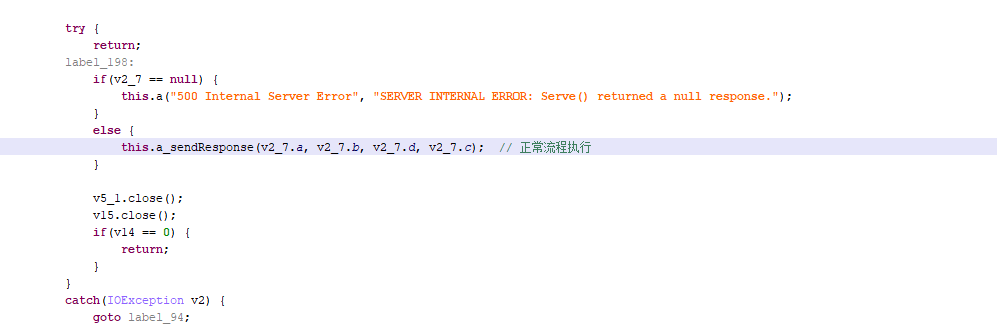 try {
return;
label_198:
if(v2_7 == null) {
this.a("500 Internal Server Error", "SERVER INTERNAL ERROR: Serve() returned a null response.");
}
else {
this.a_sendResponse(v2_7.a, v2_7.b, v2_7.d, v2_7.c);  // 正常流程执行
}
v5_1.close();
v15.close();
if(v14 == 0) {
return;
}
}
catch(IOException v2) {
goto label_94;